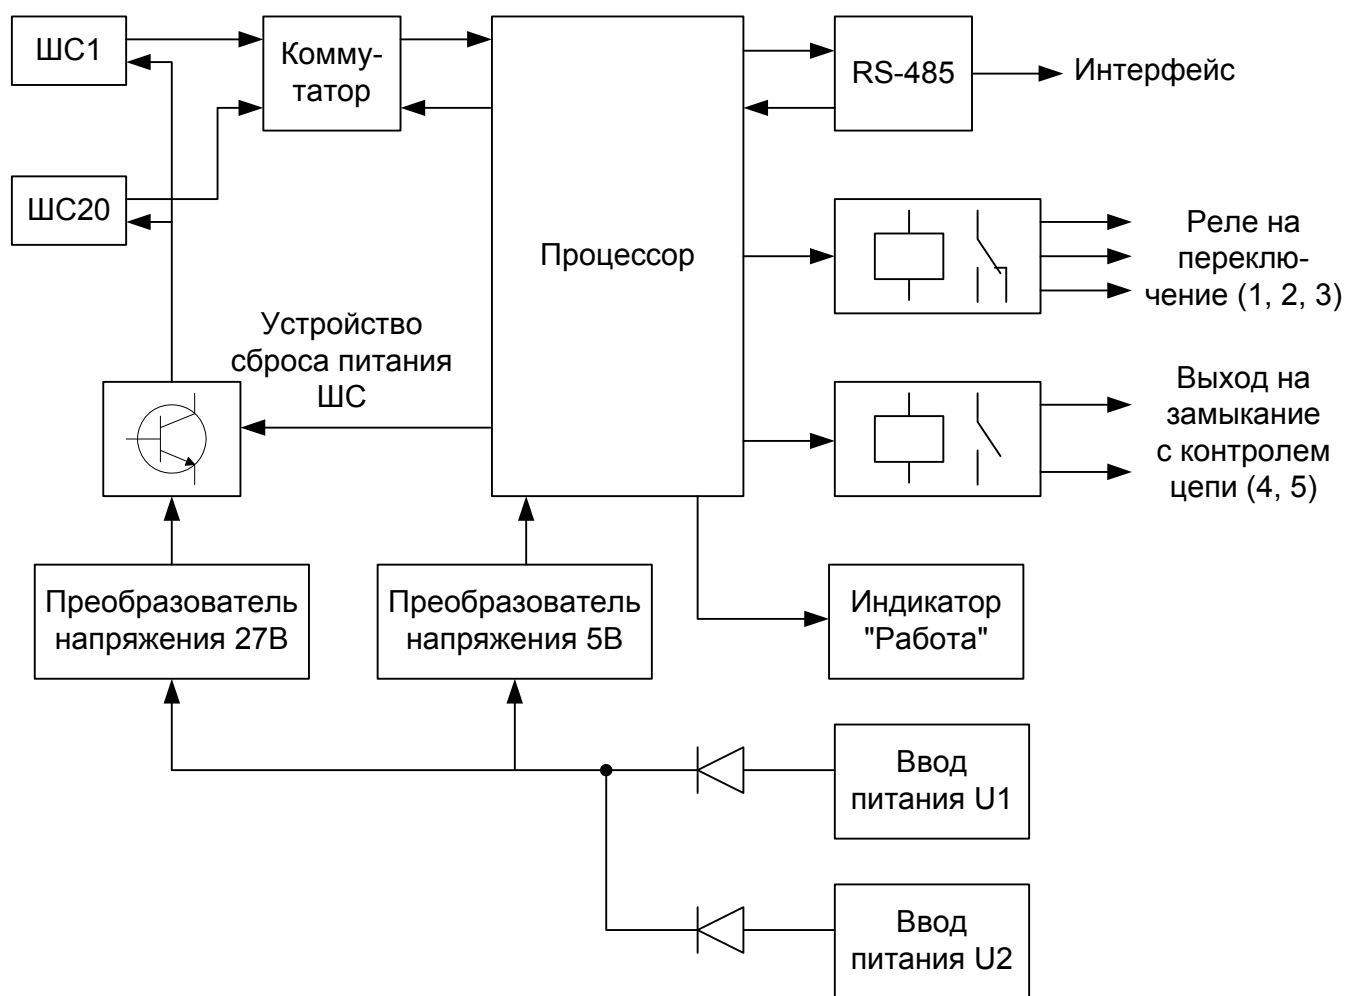 ШС1
Комму-
татор
RS-485
Интерфейс
ШС20
Процессор
Реле на
переклю-
чение (1, 2, 3)
Устройство
сброса питания
ШС
Выход на
замыкание
с контролем
цепи (4, 5)
Преобразователь
напряжения 27В
Преобразователь
напряжения 5В
Индикатор
"Работа"
Ввод
питания U1
Ввод
питания U2